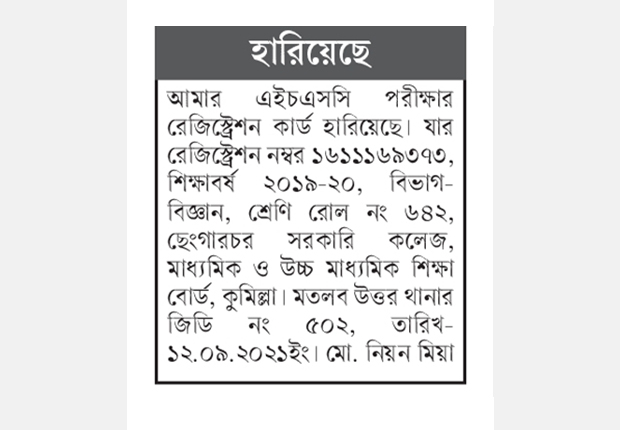 হারিয়েছে
আমার এইচএসসি পরীক্ষার
রেজিস্ট্রেশন কার্ড হারিয়েছে। যার
রেজিস্ট্রেশন নম্বর ১৬১১১৬৯৩৭৩,
শিক্ষাবর্ষ ২০১৯-২০, বিভাগ-
বিজ্ঞান, শ্রেণি রোল নং ৬৪২,
ছেংগারচর সরকারি কলেজ,
মাধ্যমিক ও উচ্চ মাধ্যমিক শিক্ষা
বোর্ড, কুমিল্লা। মতলব উত্তর থানার
জিডি নং ৫০২, তারিখ-
১২.০৯.২০২১ইং। মো. নিয়ন মিয়া